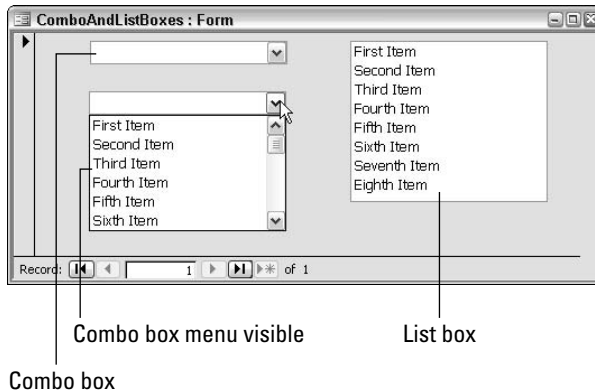 ComboAndListBoxes : Form
First Item
Second Item
Third Item
Fourth Item
Fifth Item
Sixth Item
First Item
Second Item
Third Item
Fourth Item
Fifth Item
Sixth Item
Seventh Item
Eighth Item
Record: 1 of 1
Combo box menu visible
List box
Combo box